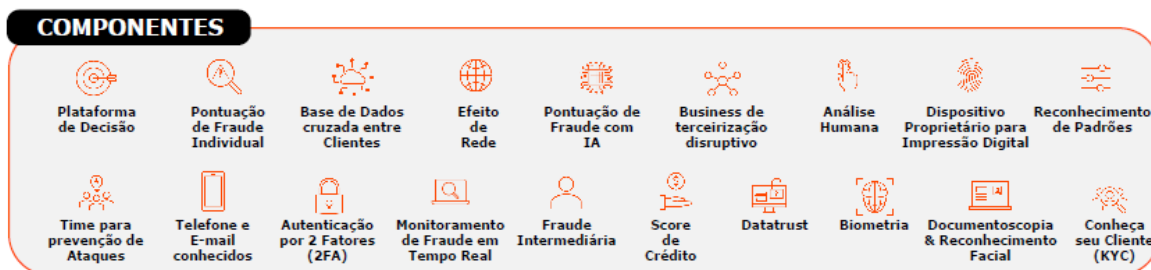 COMPONENTES
Plataforma
de Decisão
Pontuação
de Fraude
Individual
Base de Dados
cruzada entre
Clientes
Efeito
de
Rede
Pontuação de
Fraude com
IA
Business de
terceirização
disruptivo
Análise
Humana
Dispositivo
Proprietário para
Impressão Digital
Reconhecimento
de Padrões
Time para
prevenção de
Ataques
Telefone e
E-mail
conhecidos
Autenticação
por 2 Fatores
(2FA)
Monitoramento
de Fraude em
Tempo Real
Fraude
Intermediária
Score
de
Crédito
Datatrust
Biometria
Documentoscopia
& Reconhecimento
Facial
Conheça
seu Cliente
(KYC)